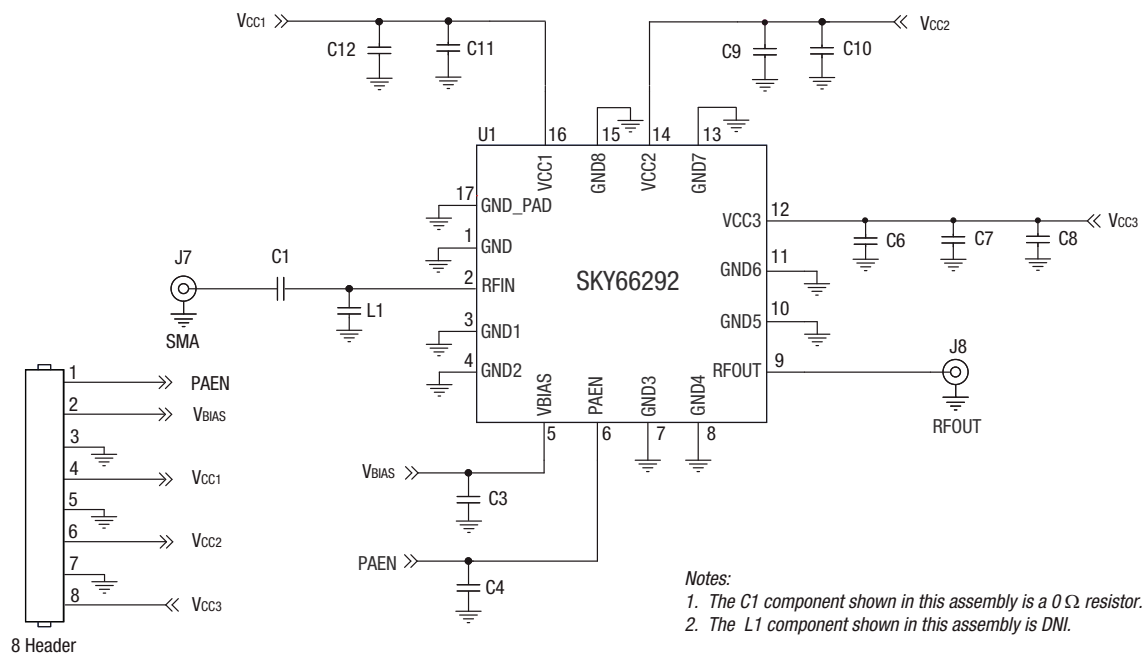 VCC1
C12
C11
C9
C10
VCC2
U1
16
15
14
13
VCC1
GND8
VCC2
GND7
17
GND_PAD
1
GND
2
RFIN
3
GND1
4
GND2
SKY66292
VCC3
12
GND6
11
GND5
10
RFOUT
9
VCC3
C6
C7
C8
J7
SMA
C1
L1
J8
RFOUT
VBIAS
PAEN
GND3
GND4
5
6
7
8
VBIAS
C3
PAEN
C4
1
PAEN
2
VBIAS
3
4
VCC1
5
6
VCC2
7
8
VCC3
8 Header
Notes:
1. The C1 component shown in this assembly is a 0 Ω resistor.
2. The L1 component shown in this assembly is DNI.